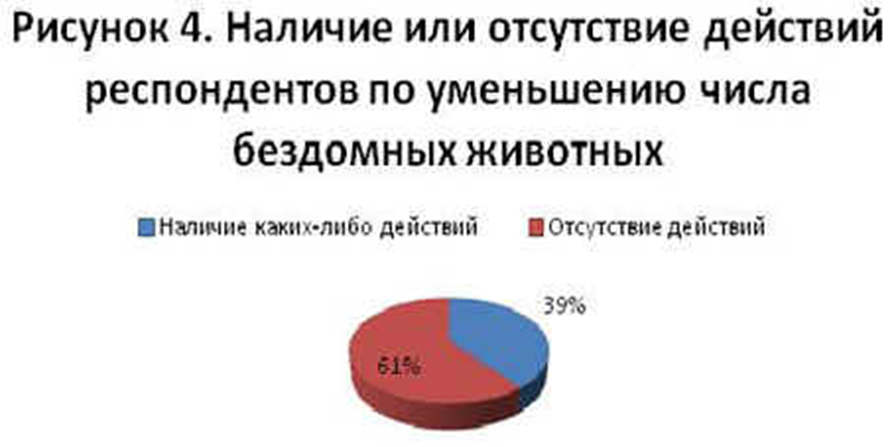 Рисунок 4. Наличие или отсутствие действий
респондентов по уменьшению числа
бездомных животных
Наличие каких-либо действий
Отсутствие действий
39%
61%